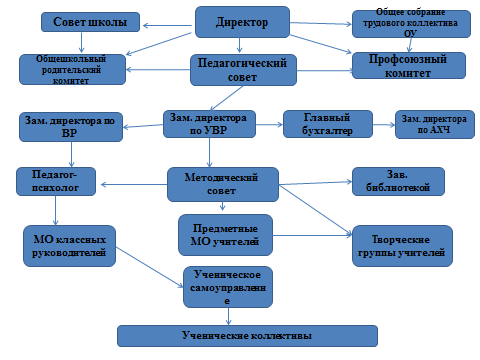 Совет школы
Директор
Общее собрание
трудового коллектива
ОУ
Общешкольный
родительский
комитет
Педагогический
совет
Профсоюзный
комитет
Зам. директора по
ВР
Зам. директора
по УВР
Главный
бухгалтер
Зам. директора
по АХЧ
Педагог-
психолог
Методический
совет
Зав.
библиотекой
МО классных
руководителей
Предметные
МО учителей
Творческие
группы учителей
Ученическое
самоуправлени
е
Ученические коллективы